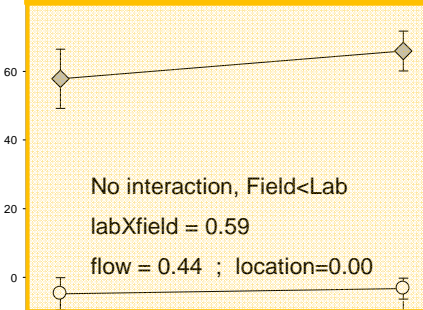 60
40
No interaction, Field<Lab
20
labXfield = 0.59
flow = 0.44 ; location=0.00
0